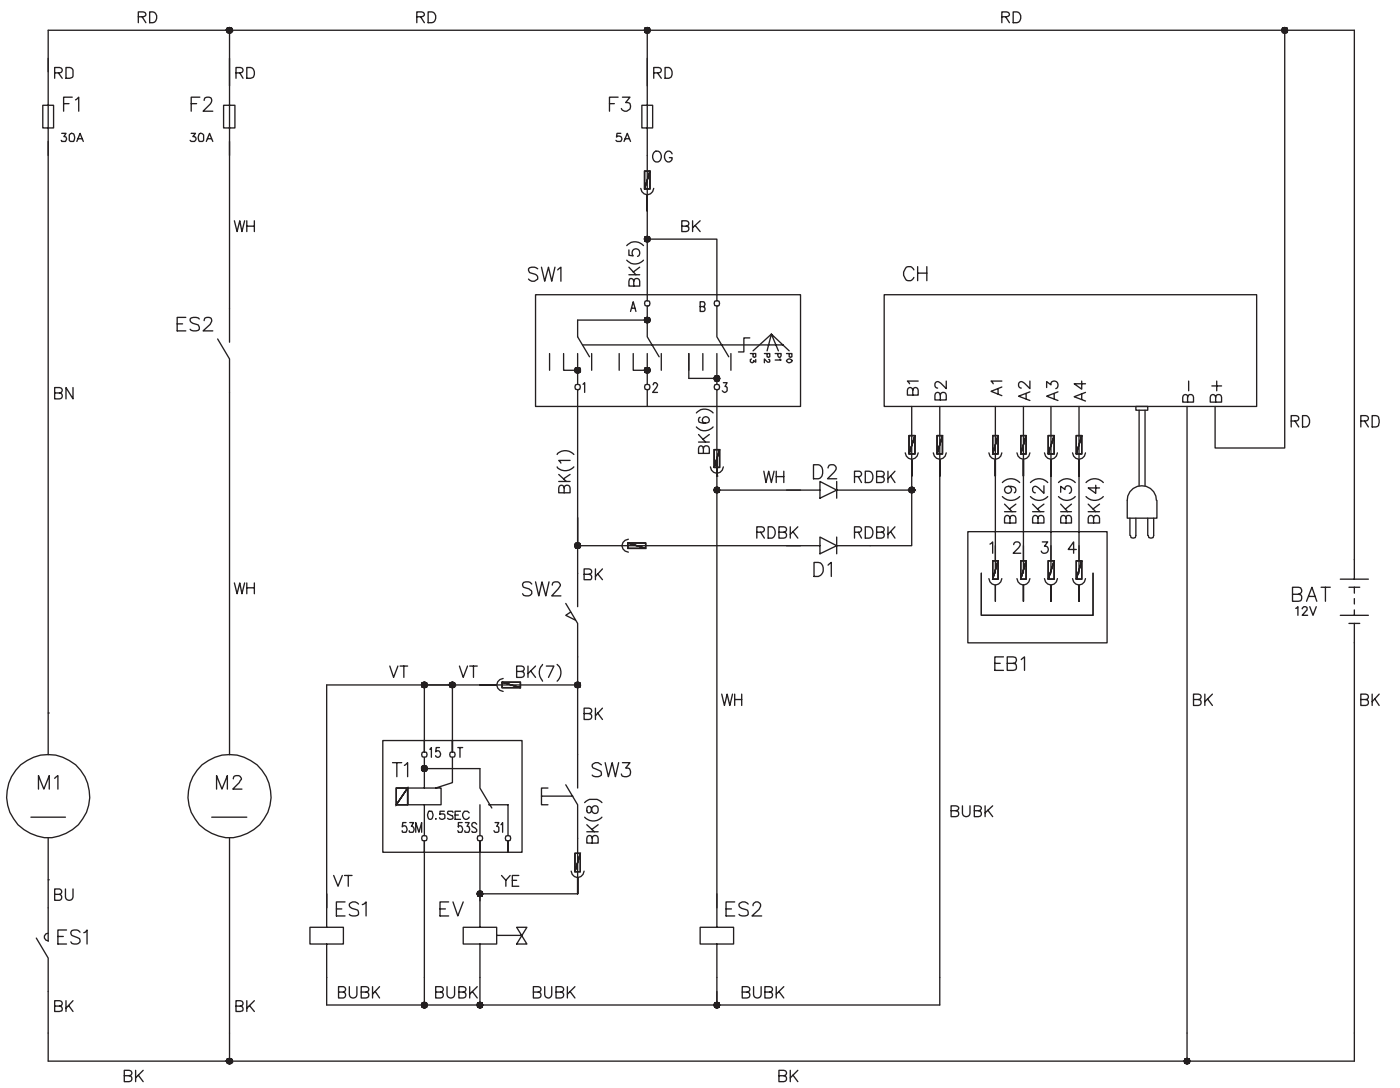 RD RD RD
RD RD RD
F1 F2 F3
30A 30A 5A
OG
WH BK
BK(5)
SW1 CH
A B
ES2
P3 P2 P1 P0
1 2 3
B1 B2 A1 A2 A3 A4 B- B+
BN
RD RD
BK(6)
BK(1)
WH D2 RDBK
BK(9) BK(2) BK(3) BK(4)
RDBK RDBK
D1
1 2 3 4
BK
WH SW2
BAT
12V
EB1
VT VT BK(7)
WH BK BK
BK
15 T
T1 SW3
M1 M2
0.5SEC
53M 53S 31
BK(8)
BUBK
VT YE
BU
ES1 EV ES2
ES1
BUBK BUBK BUBK BUBK
BK BK
BK BK